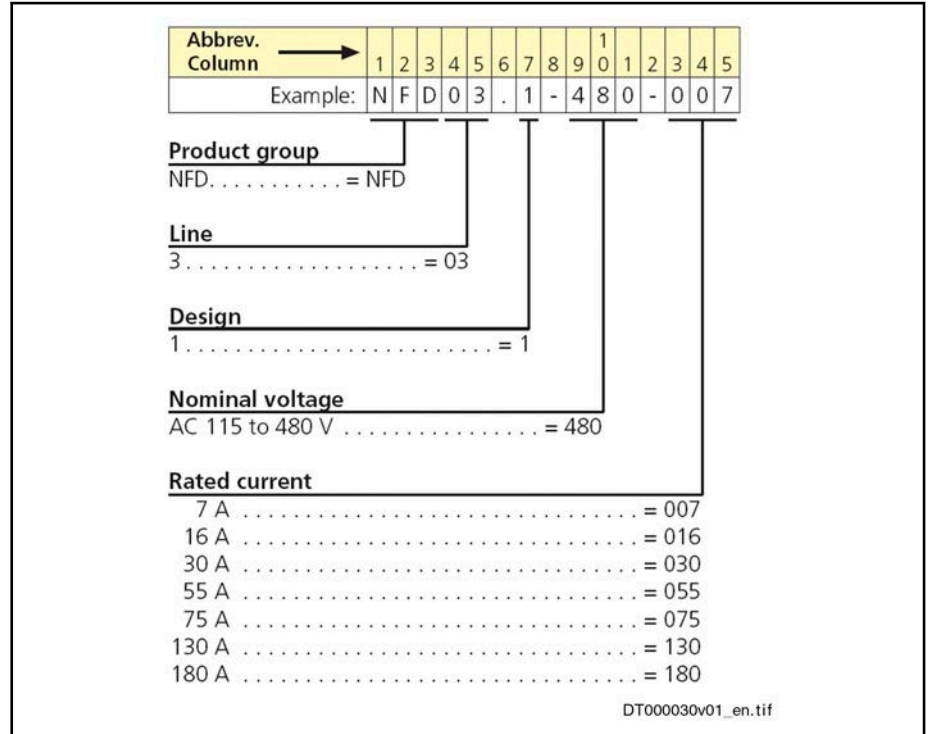 Abbrev.
Column 1 2 3 4 5 6 7 8 9 1 0 1 2 3 4 5
Example: N F D 0 3 . 1 - 4 8 0 - 0 0 7
Product group
NFD. . . . . . . . . . . = NFD
Line
3 . . . . . . . . . . . . . . . . . . . = 03
Design
1 . . . . . . . . . . . . . . . . . . . . . . . . . = 1
Nominal voltage
AC 115 to 480 V . . . . . . . . . . . . . . . . = 480
Rated current
7 A . . . . . . . . . . . . . . . . . . . . . . . . . . . . . . . . . . . . . = 007
16 A . . . . . . . . . . . . . . . . . . . . . . . . . . . . . . . . . . . . . = 016
30 A . . . . . . . . . . . . . . . . . . . . . . . . . . . . . . . . . . . . . = 030
55 A . . . . . . . . . . . . . . . . . . . . . . . . . . . . . . . . . . . . . = 055
75 A . . . . . . . . . . . . . . . . . . . . . . . . . . . . . . . . . . . . . = 075
130 A . . . . . . . . . . . . . . . . . . . . . . . . . . . . . . . . . . . . . = 130
180 A . . . . . . . . . . . . . . . . . . . . . . . . . . . . . . . . . . . . . = 180
DT000030v01_en.tif